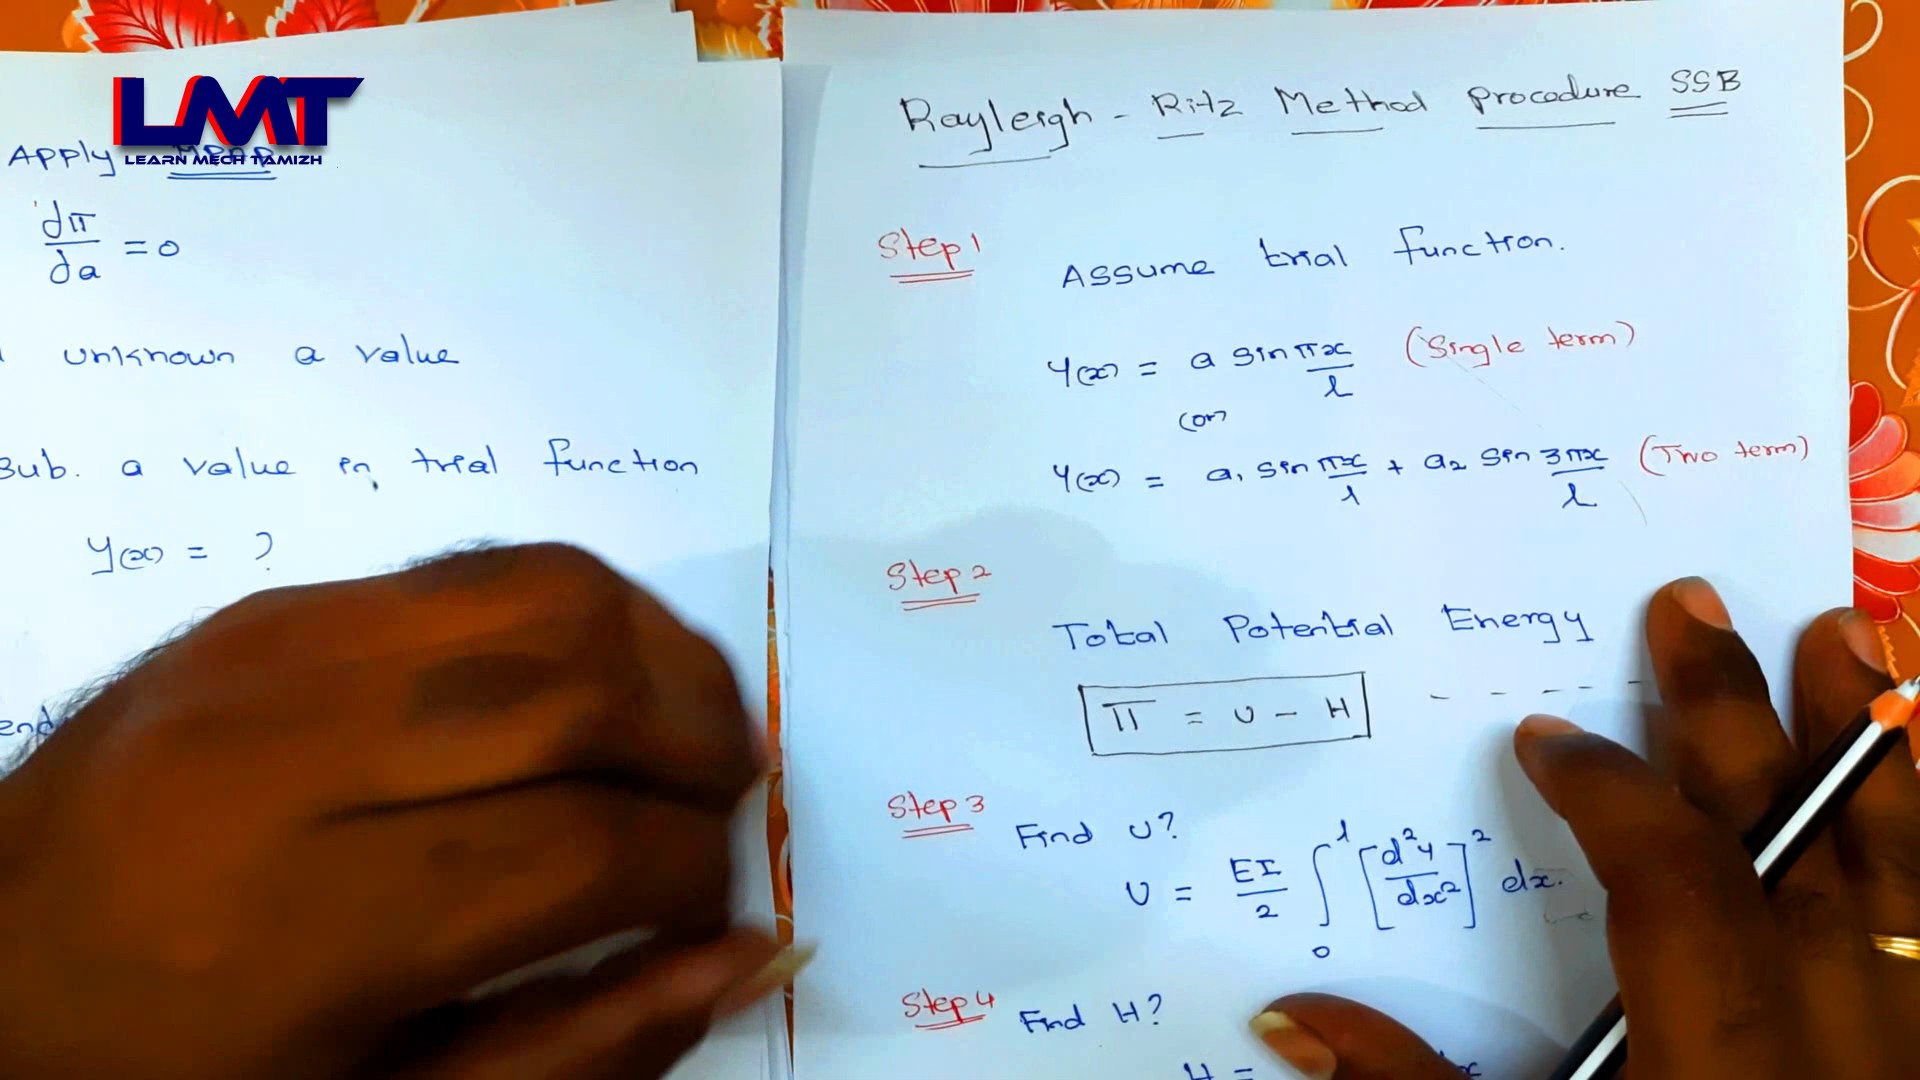 LMT
LEARN MECH TAMIZH
Apply MPAP
dπ/da = 0
unknown a value
Sub. a value in trial function
y(x) = ?
Rayleigh - Ritz Method Procedure SSB
Step 1
Assume trial function.
Y(x) = a sin πx/l (Single term)
(or)
Y(x) = a₁ sin πx/l + a₂ sin 3πx/l (Two term)
Step 2
Total Potential Energy
π = U - H - - - - -
Step 3
Find U?
U = EI/2 ∫₀ˡ [d²y/dx²]² dx.
Step 4
Find H?
H =